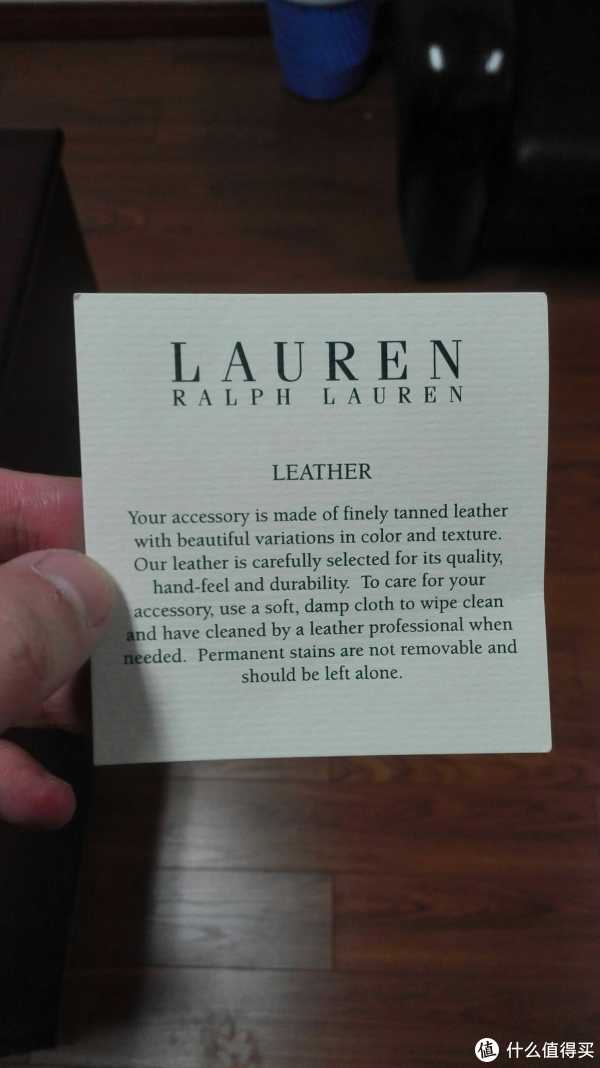 LAUREN
RALPH LAUREN
LEATHER
Your accessory is made of finely tanned leather
with beautiful variations in color and texture.
Our leather is carefully selected for its quality,
hand-feel and durability.  To care for your
accessory, use a soft, damp cloth to wipe clean
and have cleaned by a leather professional when
needed.  Permanent stains are not removable and
should be left alone.
值 什么值得买